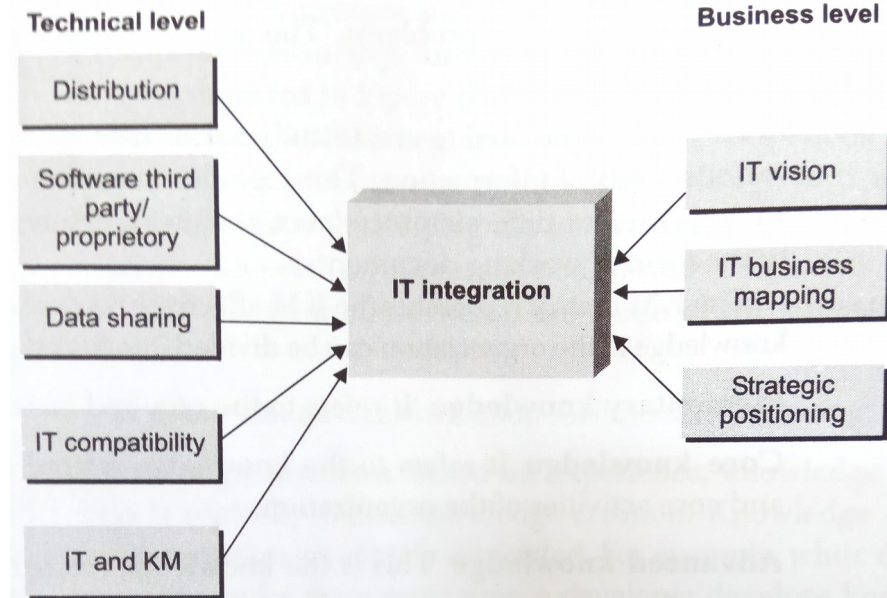 Technical level
Business level
Distribution
Software third
party/
proprietory
Data sharing
IT compatibility
IT and KM
IT integration
IT vision
IT business
mapping
Strategic
positioning